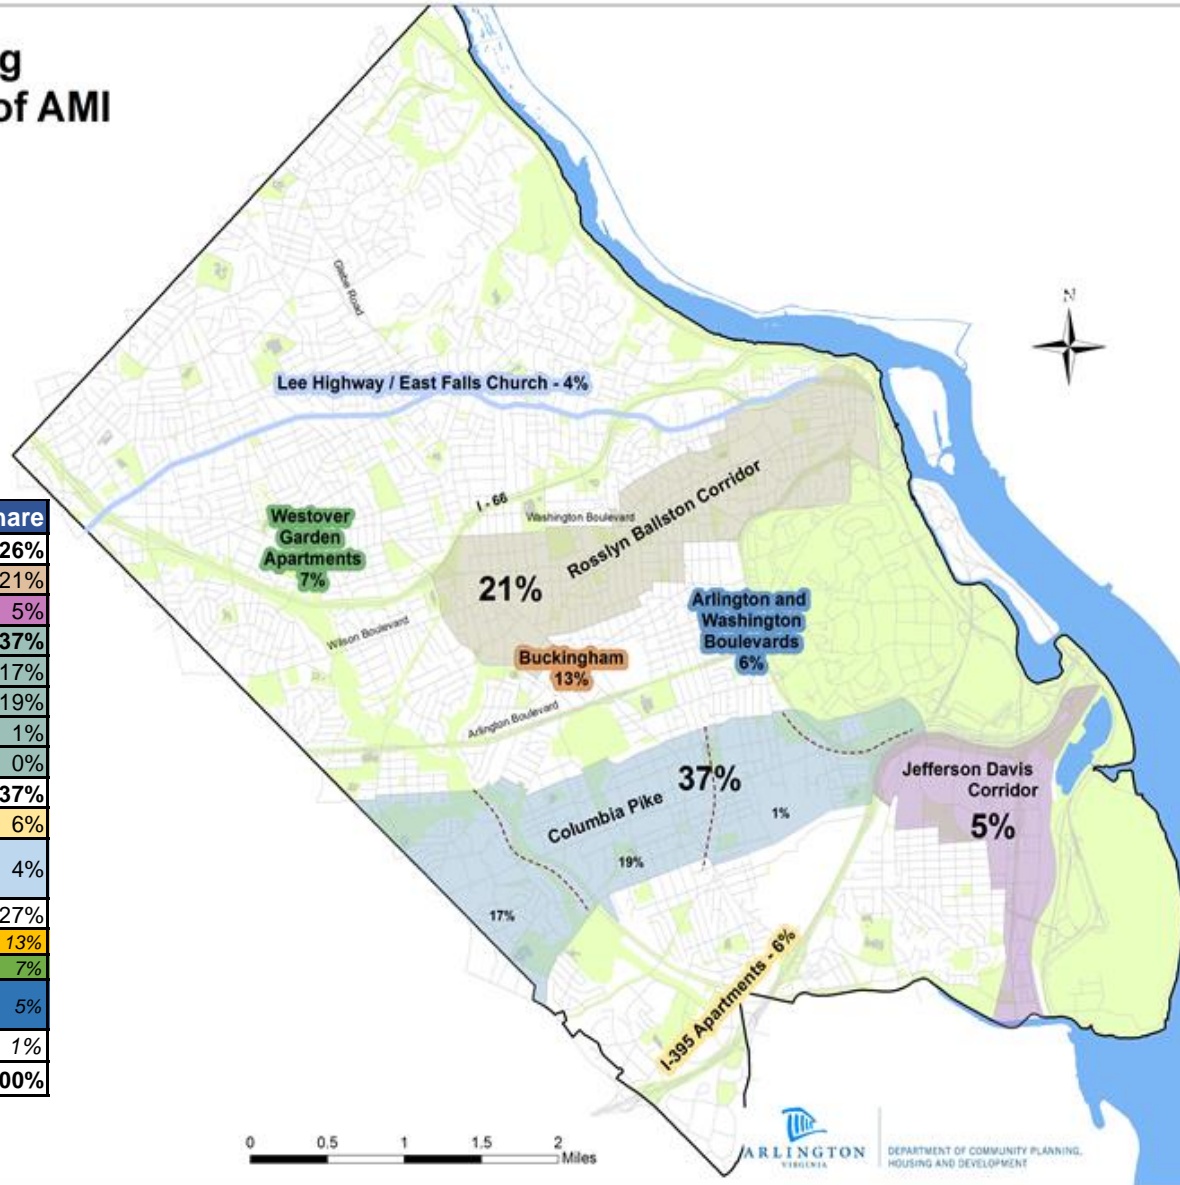 g
of AMI
N
Glebe Road
Lee Highway / East Falls Church - 4%
I - 66
Washington Boulevard
Rosslyn Ballston Corridor
21%
Westover
Garden
Apartments
7%
Wilson Boulevard
Arlington and
Washington
Boulevards
6%
Buckingham
13%
Arlington Boulevard
37%
Columbia Pike
1%
19%
17%
Jefferson Davis
Corridor
5%
I-395 Apartments - 6%
hare
26%
21%
5%
37%
17%
19%
1%
0%
37%
6%
4%
27%
13%
7%
5%
1%
00%
0 0.5 1 1.5 2
Miles
ARLINGTON
VIRGINIA
DEPARTMENT OF COMMUNITY PLANNING,
HOUSING AND DEVELOPMENT